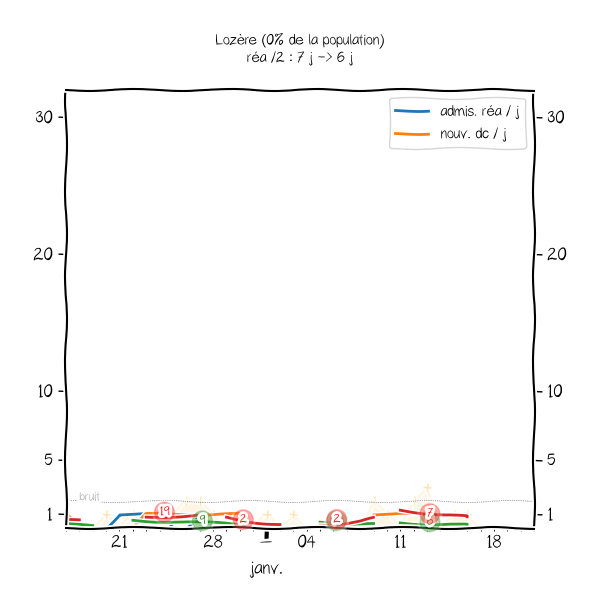 Lozère (0% de la population)
réa /2 : 7 j -> 6 j
admis. réa / j
nouv. dc / j
30 30
20 20
10 10
5 5
... bruit
1 1
19 9 2 2 7
21 28 04 11 18
janv.